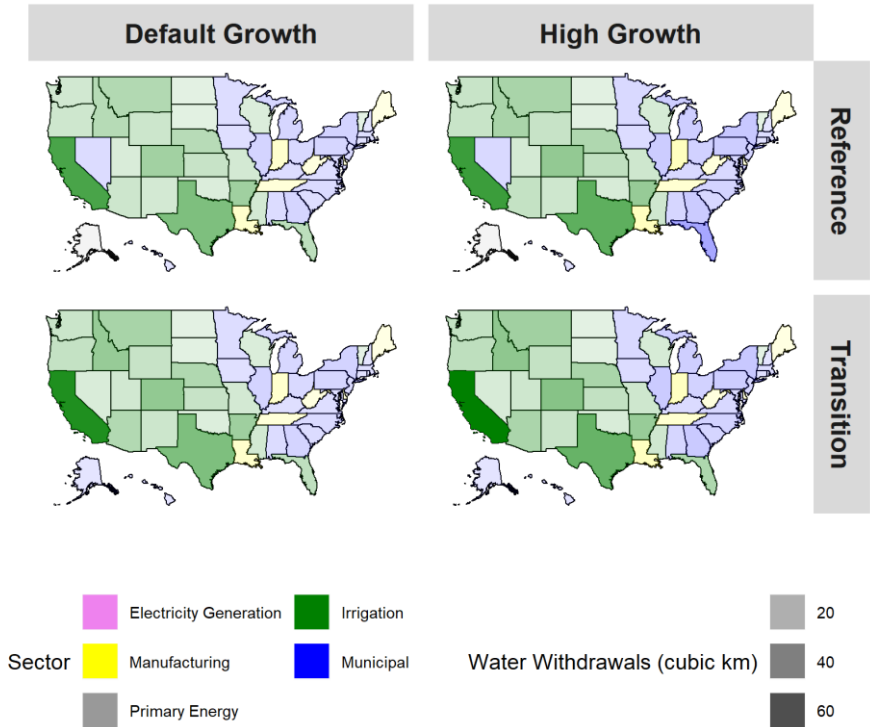 Default Growth
High Growth
Reference
Transition
Electricity Generation
Irrigation
Sector
Manufacturing
Municipal
Primary Energy
Water Withdrawals (cubic km)
20
40
60